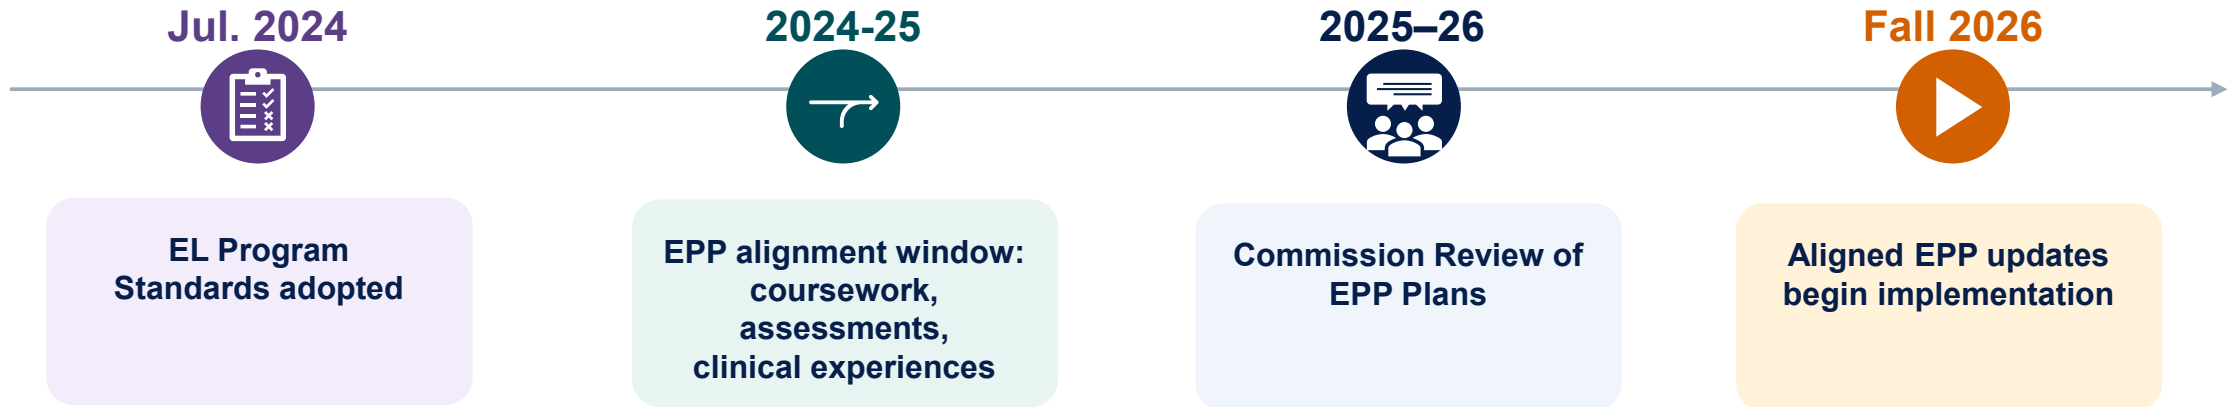 Jul. 2024
EL Program
Standards adopted
2024-25
EPP alignment window:
coursework,
assessments,
clinical experiences
2025–26
Commission Review of
EPP Plans
Fall 2026
Aligned EPP updates
begin implementation